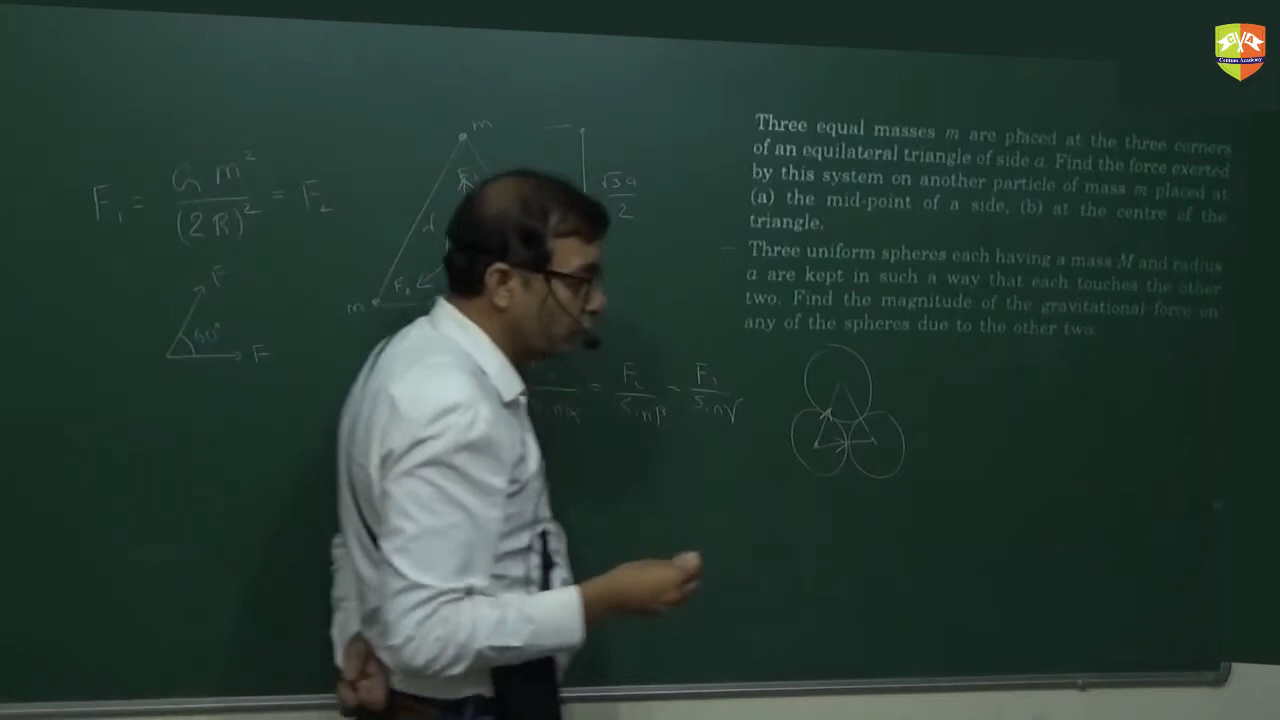 C A
Centum Academy
Three equal masses m are placed at the three corners
of an equilateral triangle of side a. Find the force exerted
by this system on another particle of mass m placed at
(a) the mid-point of a side, (b) at the centre of the
triangle.
Three uniform spheres each having a mass M and radius
a are kept in such a way that each touches the other
two. Find the magnitude of the gravitational force on
any of the spheres due to the other two.
F₁ = G m² / (2R)² = F₂
F
60°
F
m
√3 a / 2
d
F₂
m
= F₂ / Sinβ = F₃ / Sinγ